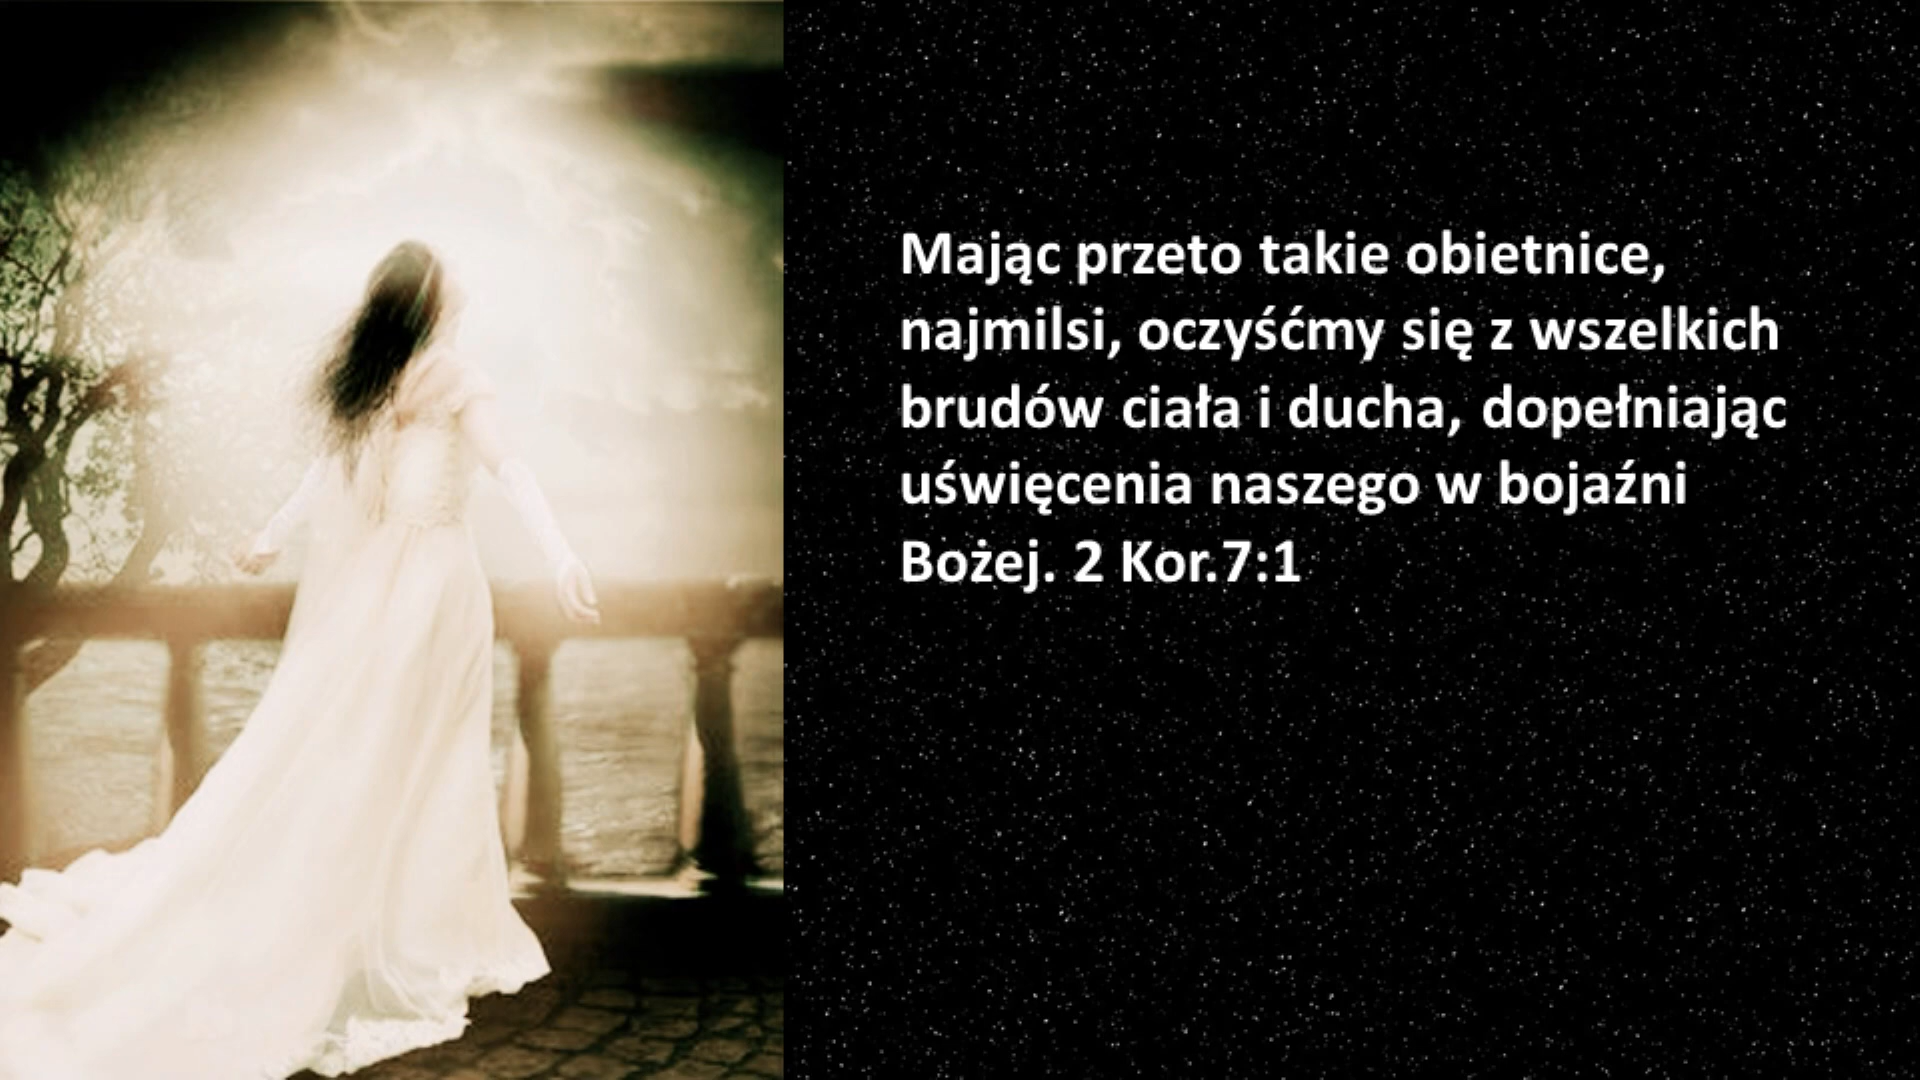 Mając przeto takie obietnice,
najmilsi, oczyśćmy się z wszelkich
brudów ciała i ducha, dopełniając
uświęcenia naszego w bojaźni
Bożej. 2 Kor.7:1